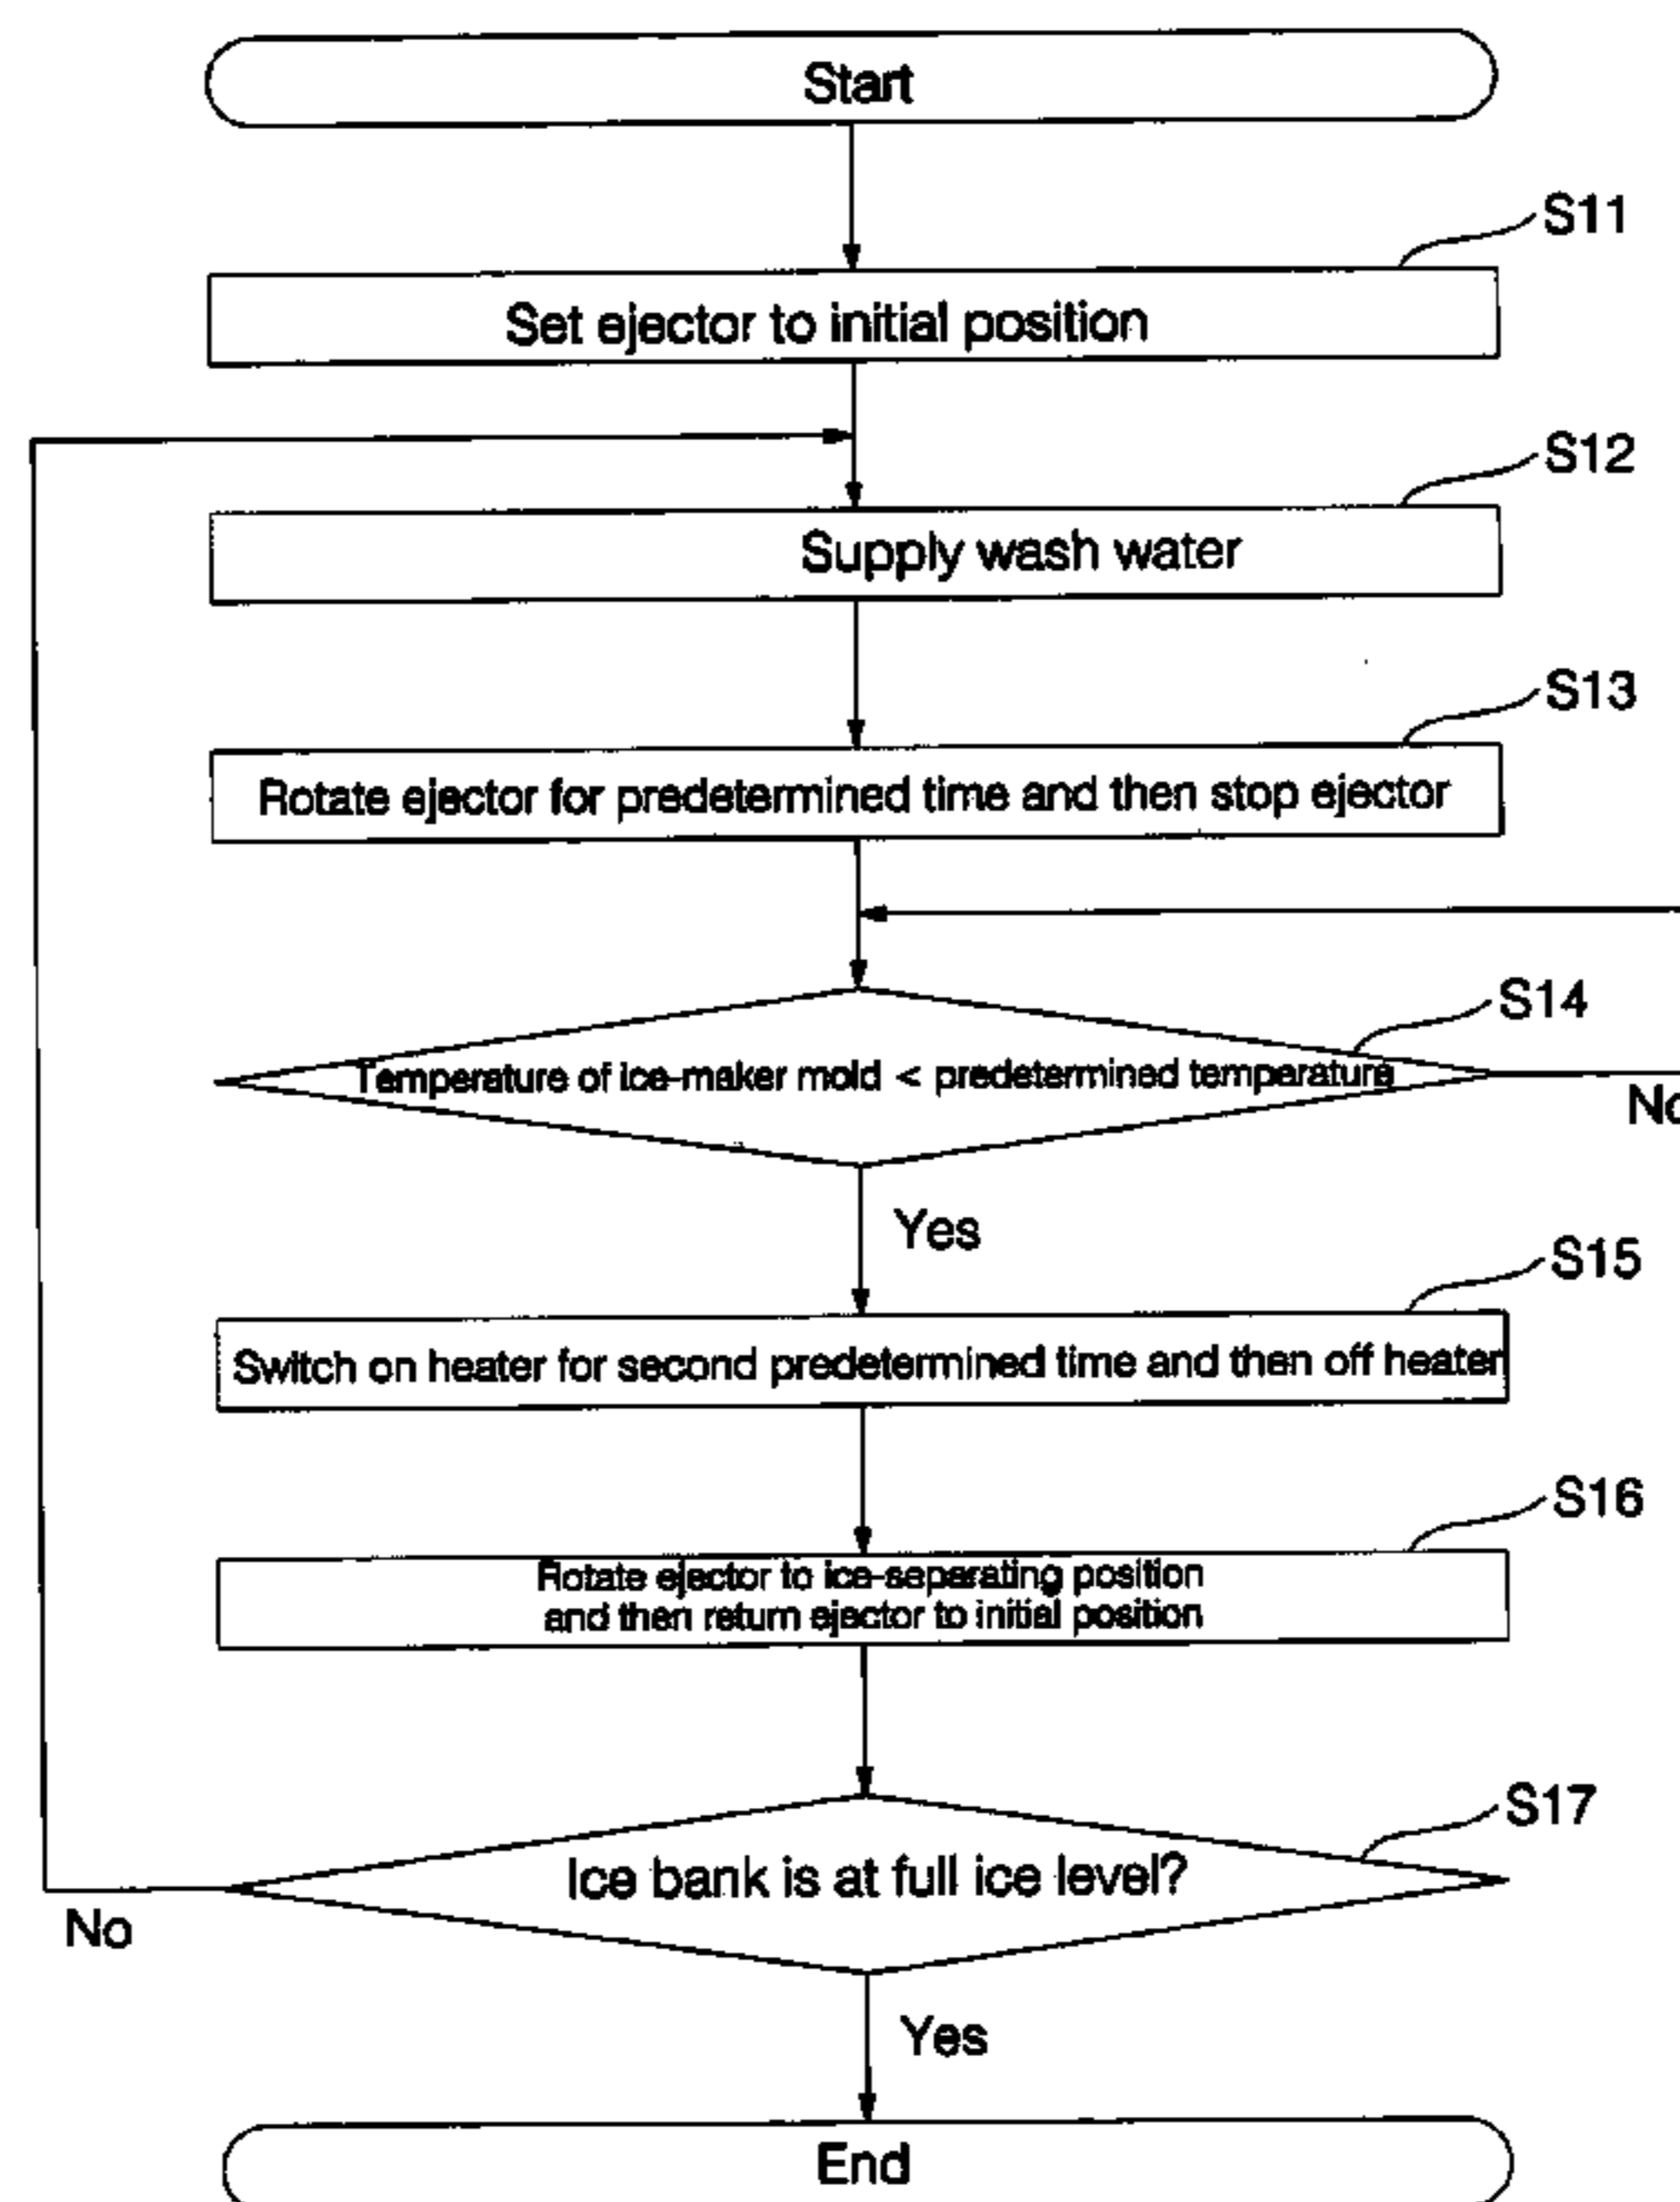 Start
S11
Set ejector to initial position
S12
Supply wash water
S13
Rotate ejector for predetermined time and then stop ejector
S14
Temperature of ice-maker mold < predetermined temperature
No
Yes
S15
Switch on heater for second predetermined time and then off heater
S16
Rotate ejector to ice-separating position
and then return ejector to initial position
S17
Ice bank is at full ice level?
No
Yes
End